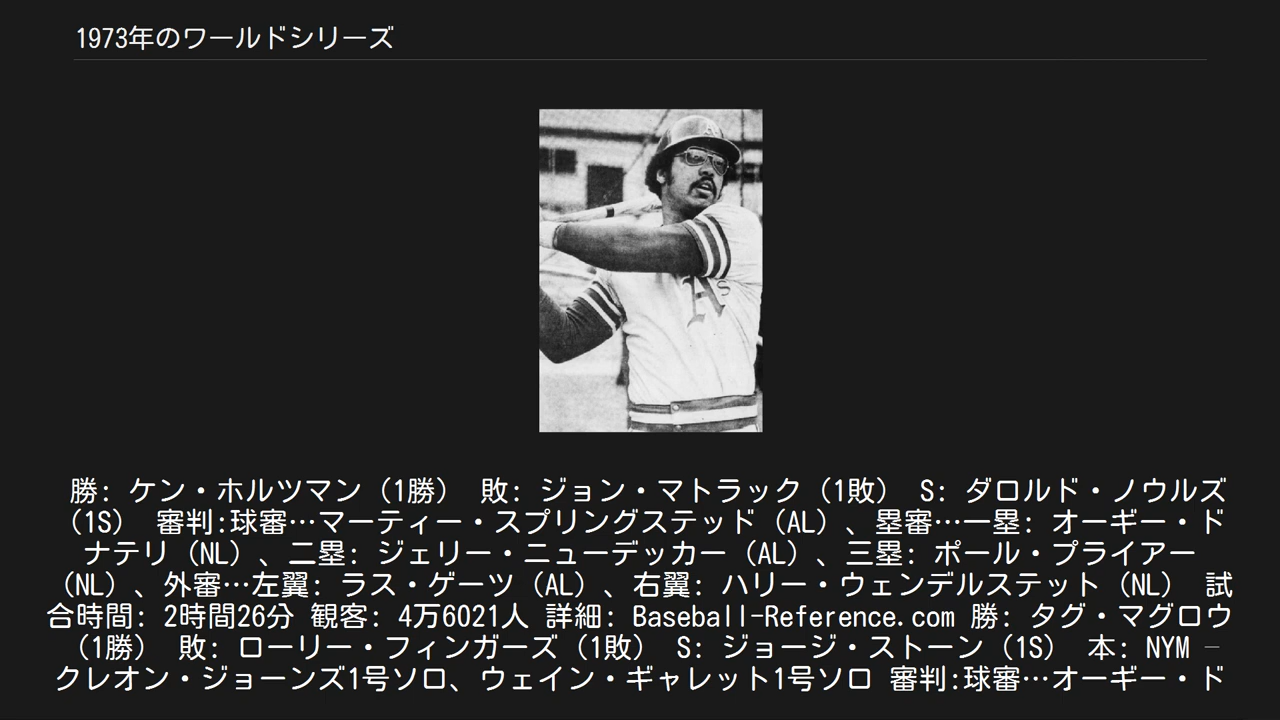 1973年のワールドシリーズ
A's
勝: ケン・ホルツマン（1勝） 敗: ジョン・マトラック（1敗） S: ダロルド・ノウルズ
（1S） 審判:球審…マーティー・スプリングステッド（AL）、塁審…一塁: オーギー・ド
ナテリ（NL）、二塁: ジェリー・ニューデッカー（AL）、三塁: ポール・プライアー
（NL）、外審…左翼: ラス・ゲーツ（AL）、右翼: ハリー・ウェンデルステット（NL） 試
合時間: 2時間26分 観客: 4万6021人 詳細: Baseball-Reference.com 勝: タグ・マグロウ
（1勝） 敗: ローリー・フィンガーズ（1敗） S: ジョージ・ストーン（1S） 本: NYM –
クレオン・ジョーンズ1号ソロ、ウェイン・ギャレット1号ソロ 審判:球審…オーギー・ド